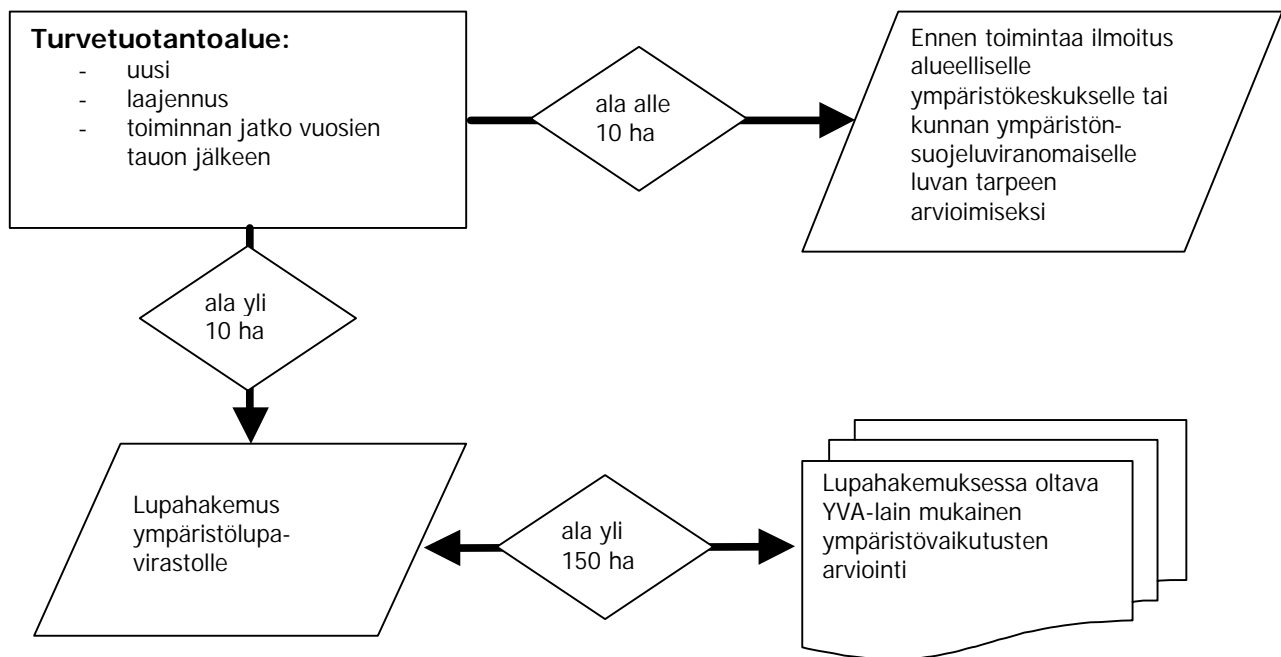 Turvetuotantoalue:
- uusi
- laajennus
- toiminnan jatko vuosien
tauon jälkeen
ala alle
10 ha
Ennen toimintaa ilmoitus
alueelliselle
ympäristökeskukselle tai
kunnan ympäristön-
suojeluviranomaiselle
luvan tarpeen
arvioimiseksi
ala yli
10 ha
Lupahakemus
ympäristölupa-
virastolle
ala yli
150 ha
Lupahakemuksessa oltava
YVA-lain mukainen
ympäristövaikutusten
arviointi